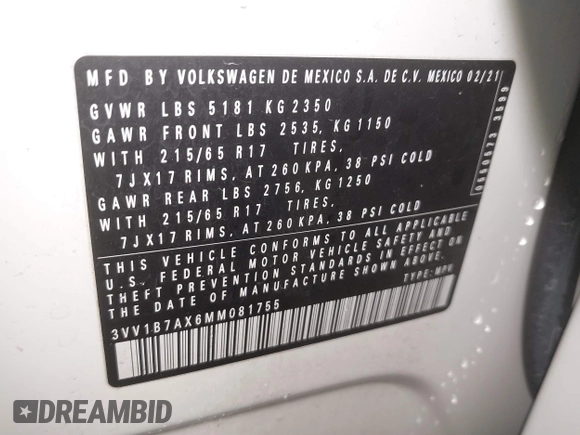 MFD BY VOLKSWAGEN DE MEXICO S.A. DE C.V. MEXICO 02/21
GVWR LBS 5181 KG 2350
GAWR FRONT LBS 2535, KG 1150
WITH 215/65 R17 TIRES,
7JX17 RIMS, AT 260 KPA, 38 PSI COLD
GAWR REAR LBS 2756, KG 1250
WITH 215/65 R17 TIRES,
7JX17 RIMS, AT 260 KPA, 38 PSI COLD
THIS VEHICLE CONFORMS TO ALL APPLICABLE
U.S. FEDERAL MOTOR VEHICLE SAFETY AND
THEFT PREVENTION STANDARDS IN EFFECT ON
THE DATE OF MANUFACTURE SHOWN ABOVE.
TYPE: MPV
3VV1B7AX6MM081755
DREAMBID